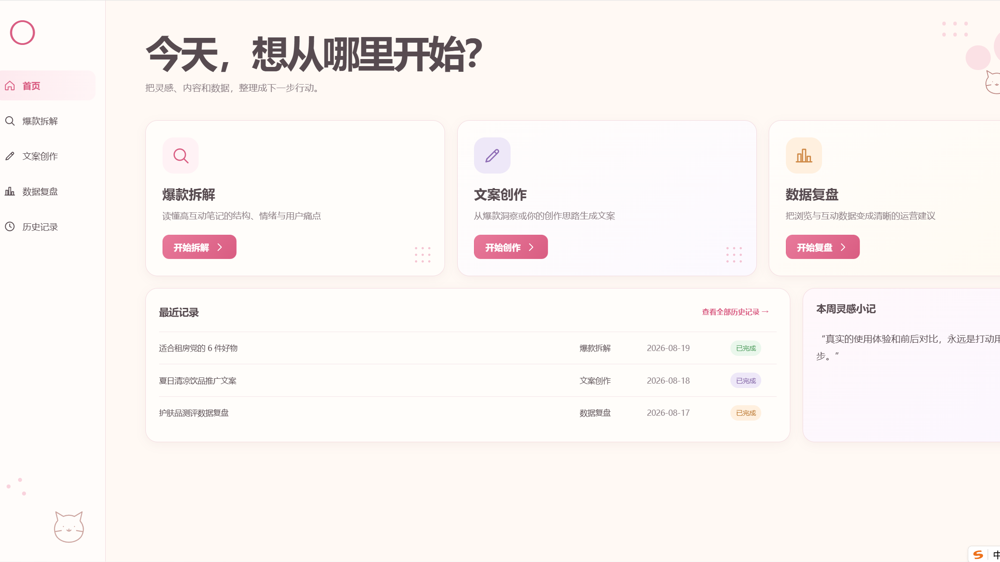 今天，想从哪里开始？
把灵感、内容和数据，整理成下一步行动。
首页
爆款拆解
文案创作
数据复盘
历史记录
爆款拆解
读懂高互动笔记的结构、情绪与用户痛点
开始拆解
文案创作
从爆款洞察或你的创作思路生成文案
开始创作
数据复盘
把浏览与互动数据变成清晰的运营建议
开始复盘
最近记录
查看全部历史记录 →
适合租房党的 6 件好物 爆款拆解 2026-08-19 已完成
夏日清凉饮品推广文案 文案创作 2026-08-18 已完成
护肤品测评数据复盘 数据复盘 2026-08-17 已完成
本周灵感小记
“真实的使用体验和前后对比，永远是打动用
步。”
中